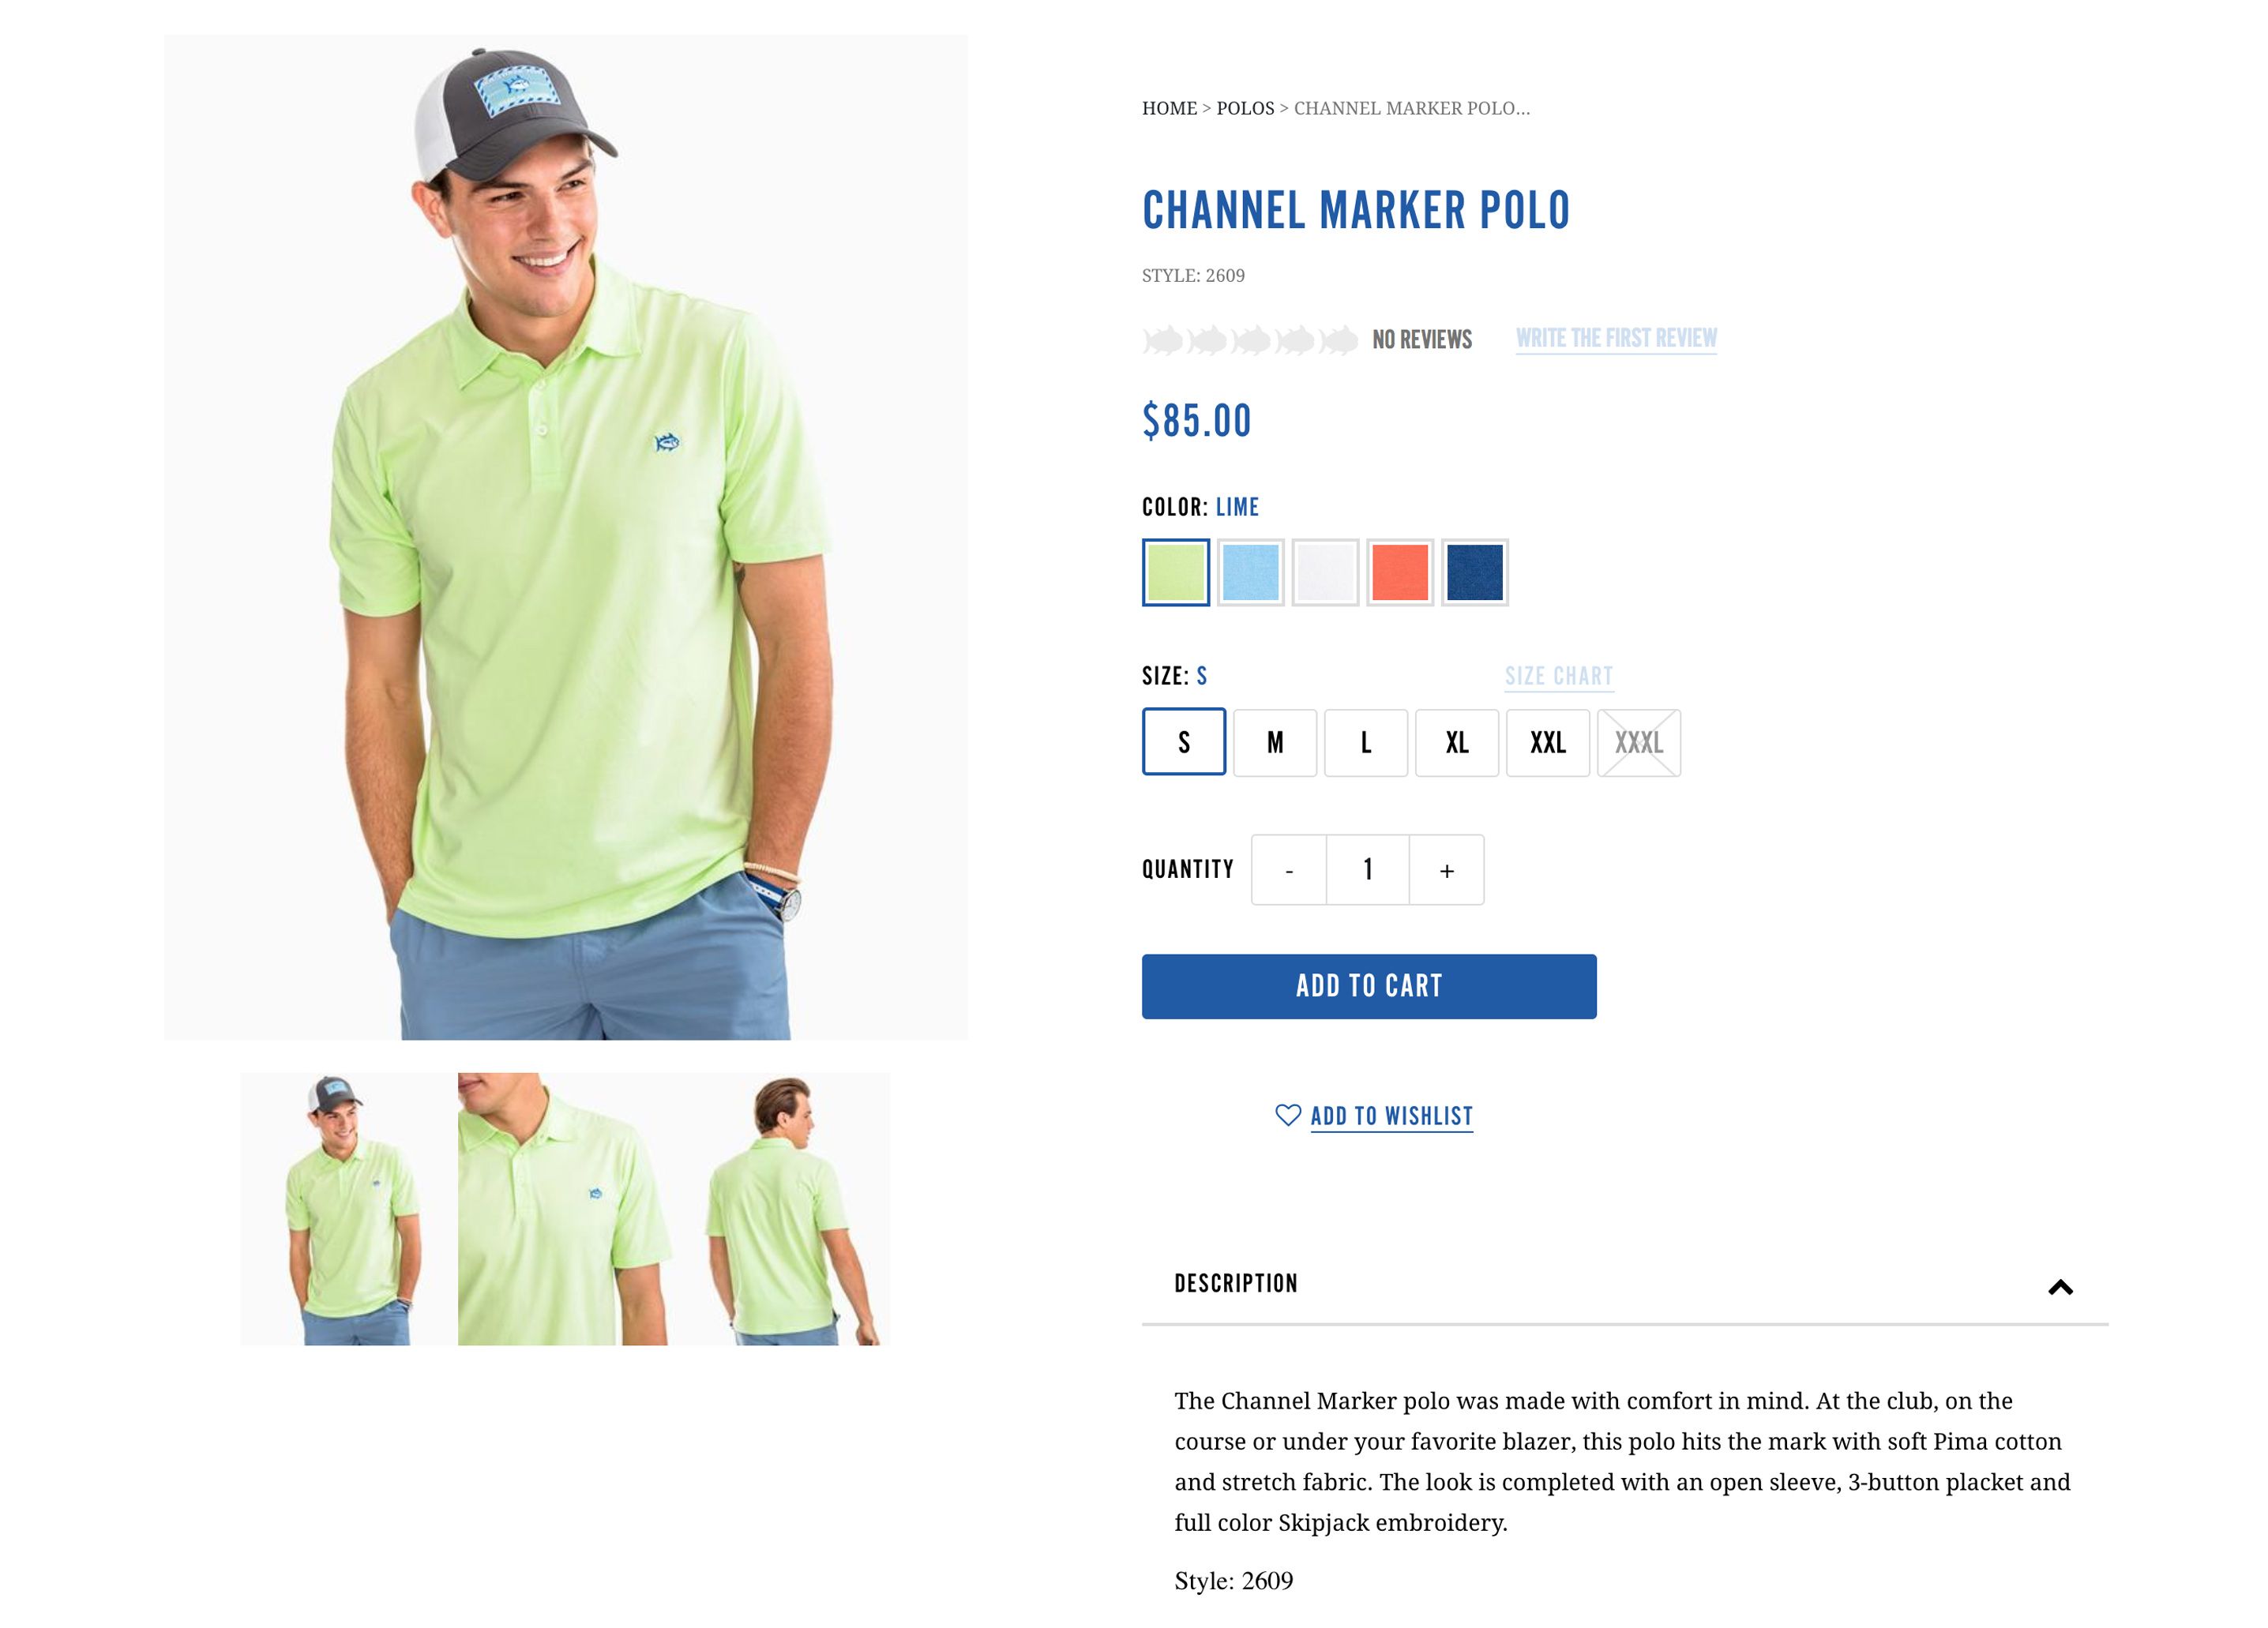 HOME > POLOS > CHANNEL MARKER POLO...
CHANNEL MARKER POLO
STYLE: 2609
NO REVIEWS WRITE THE FIRST REVIEW
$85.00
COLOR: LIME
SIZE: S SIZE CHART
S M L XL XXL XXXL
QUANTITY - 1 +
ADD TO CART
ADD TO WISHLIST
DESCRIPTION
The Channel Marker polo was made with comfort in mind. At the club, on the
course or under your favorite blazer, this polo hits the mark with soft Pima cotton
and stretch fabric. The look is completed with an open sleeve, 3-button placket and
full color Skipjack embroidery.
Style: 2609